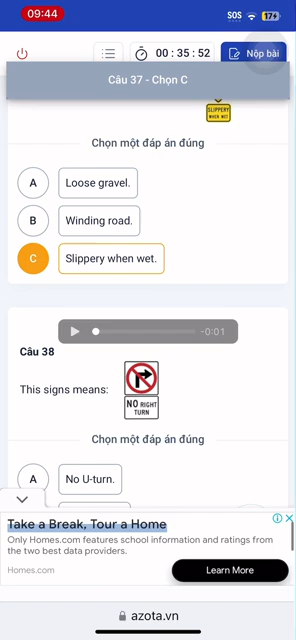 09:44
SOS 17
00 : 35 : 52
Nộp bài
Câu 37 - Chọn C
SLIPPERY
WHEN WET
Chọn một đáp án đúng
A Loose gravel.
B Winding road.
C Slippery when wet.
-0:01
Câu 38
This signs means:
NO RIGHT
TURN
Chọn một đáp án đúng
A No U-turn.
Take a Break, Tour a Home
Only Homes.com features school information and ratings from
the two best data providers.
Homes.com
Learn More
azota.vn